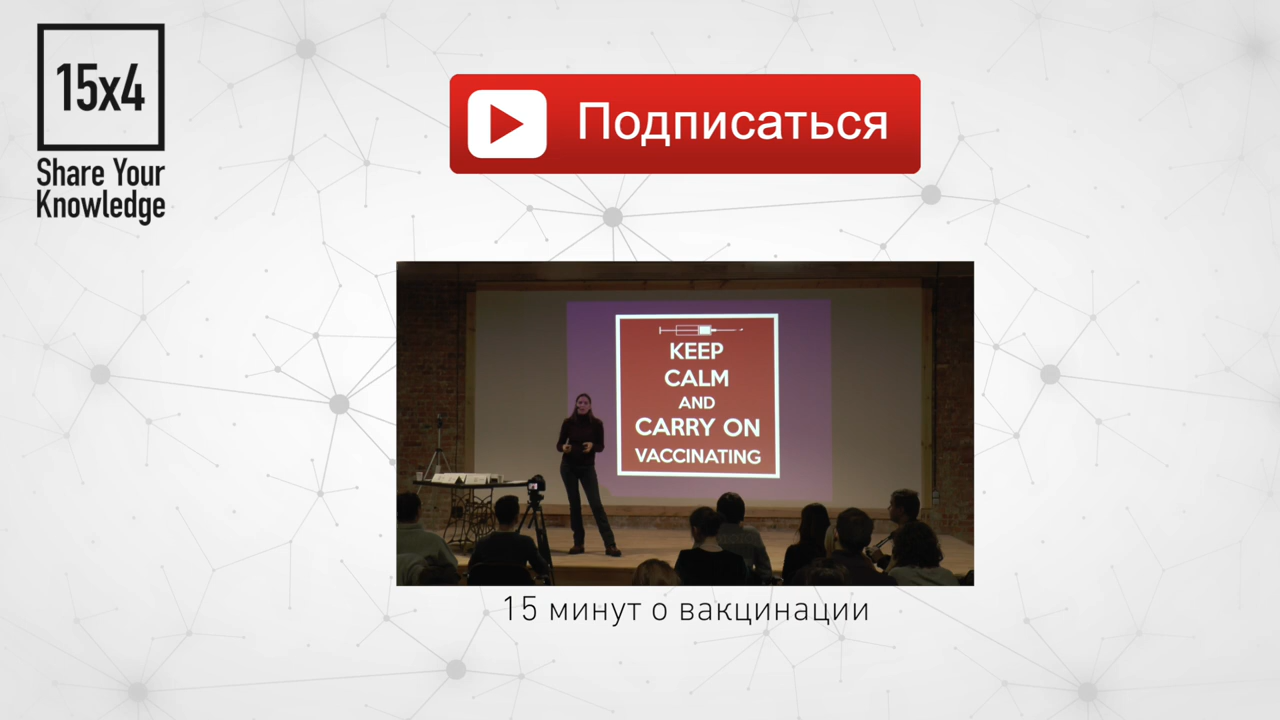 15x4
Share Your
Knowledge
Подписаться
KEEP
CALM
AND
CARRY ON
VACCINATING
15 минут о вакцинации